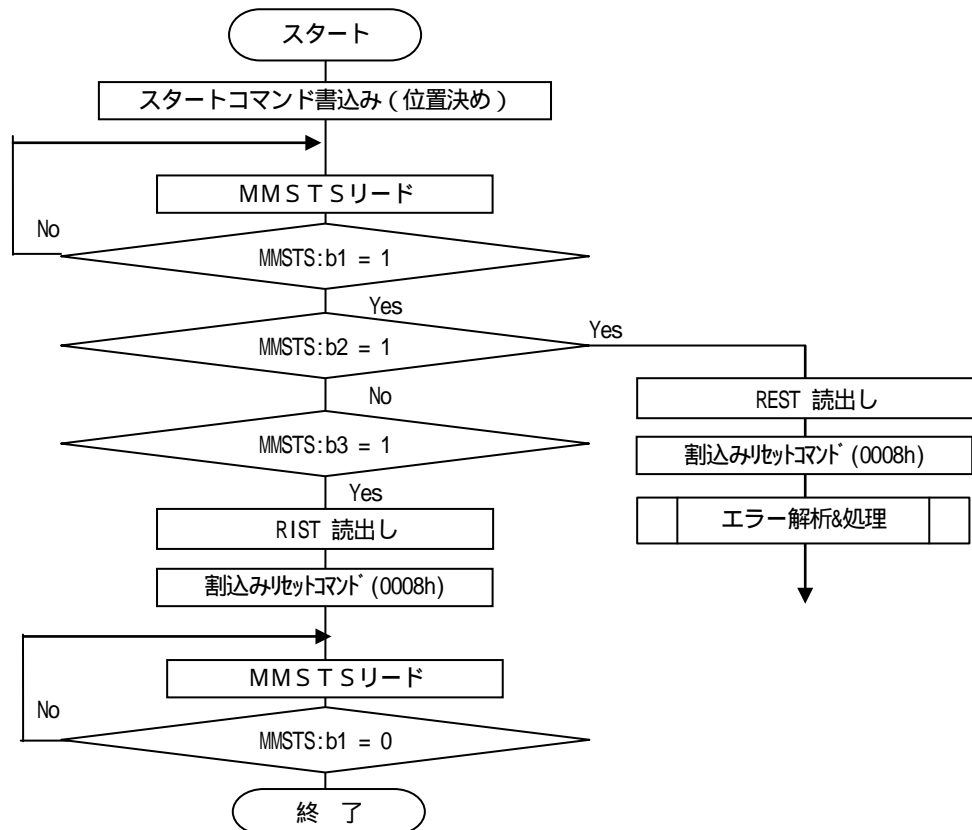 スタート
スタートコマンド書込み(位置決め)
MMSTSリード
No
MMSTS:b1 = 1
Yes
Yes
MMSTS:b2 = 1
No
REST 読出し
MMSTS:b3 = 1
割込みﾘｾｯﾄｺﾏﾝﾄﾞ(0008h)
Yes
RIST 読出し
エラー解析&処理
割込みﾘｾｯﾄｺﾏﾝﾄﾞ(0008h)
MMSTSリード
No
MMSTS:b1 = 0
終 了